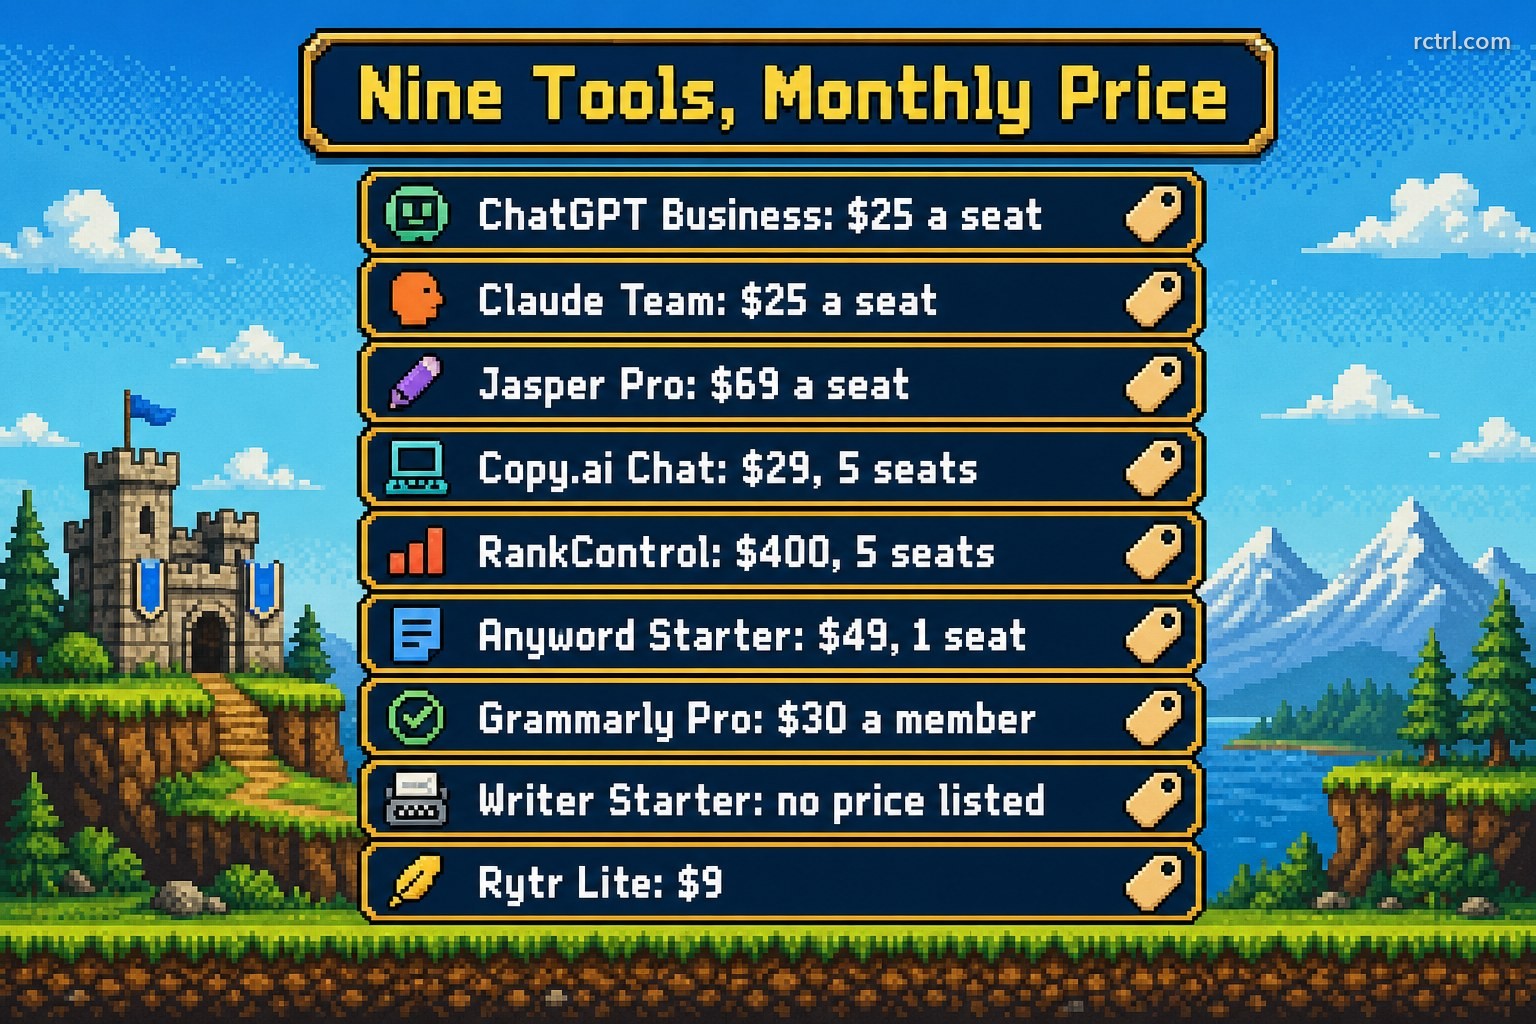 rctrl.com
Nine Tools, Monthly Price
ChatGPT Business: $25 a seat
Claude Team: $25 a seat
Jasper Pro: $69 a seat
Copy.ai Chat: $29, 5 seats
RankControl: $400, 5 seats
Anyword Starter: $49, 1 seat
Grammarly Pro: $30 a member
Writer Starter: no price listed
Rytr Lite: $9